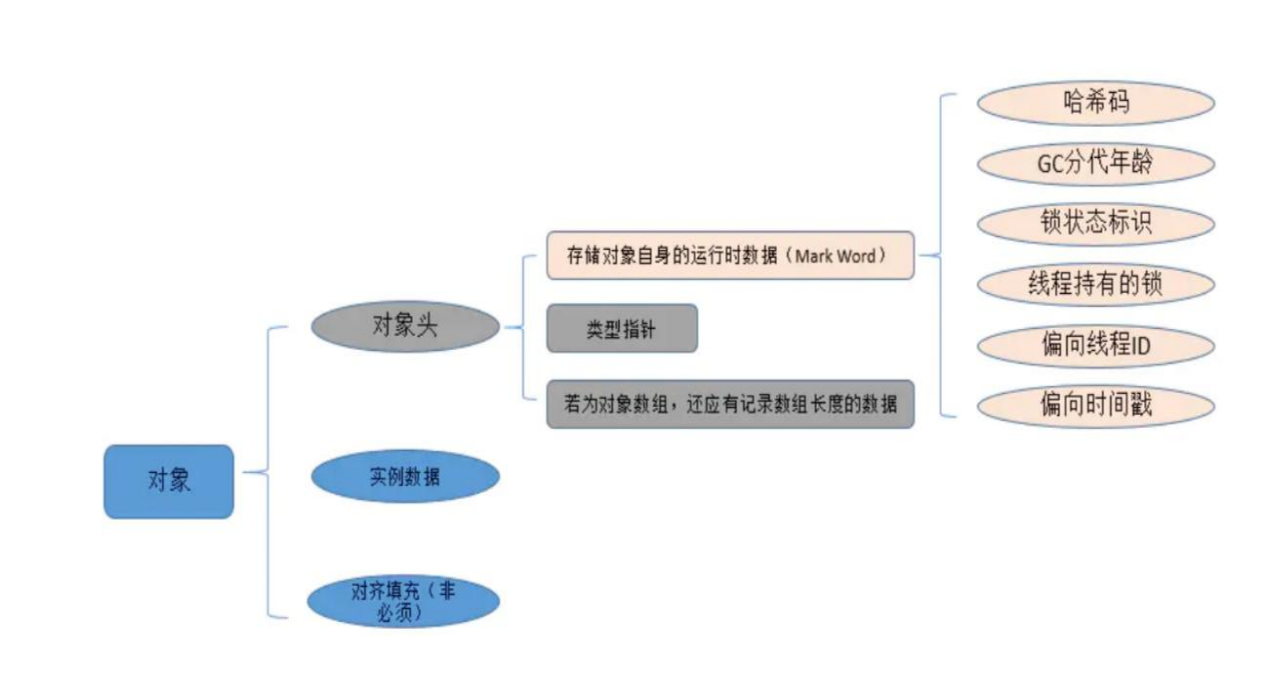 对象
对象头
实例数据
对齐填充（非
必须）
存储对象自身的运行时数据（Mark Word）
类型指针
若为对象数组，还应有记录数组长度的数据
哈希码
GC分代年龄
锁状态标识
线程持有的锁
偏向线程ID
偏向时间戳